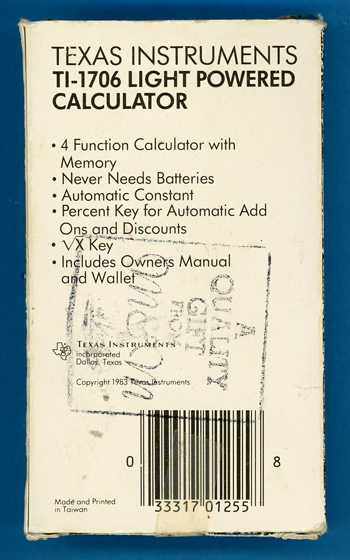 TEXAS INSTRUMENTS
TI-1706 LIGHT POWERED
CALCULATOR
• 4 Function Calculator with
Memory
• Never Needs Batteries
• Automatic Constant
• Percent Key for Automatic Add
Ons and Discounts
• √X Key
• Includes Owners Manual
and Wallet
A
QUALITY
GIFT
FROM
TEXAS INSTRUMENTS
Incorporated
Dallas, Texas
Copyright 1983 Texas Instruments
0 33317 01255 8
Made and Printed
in Taiwan